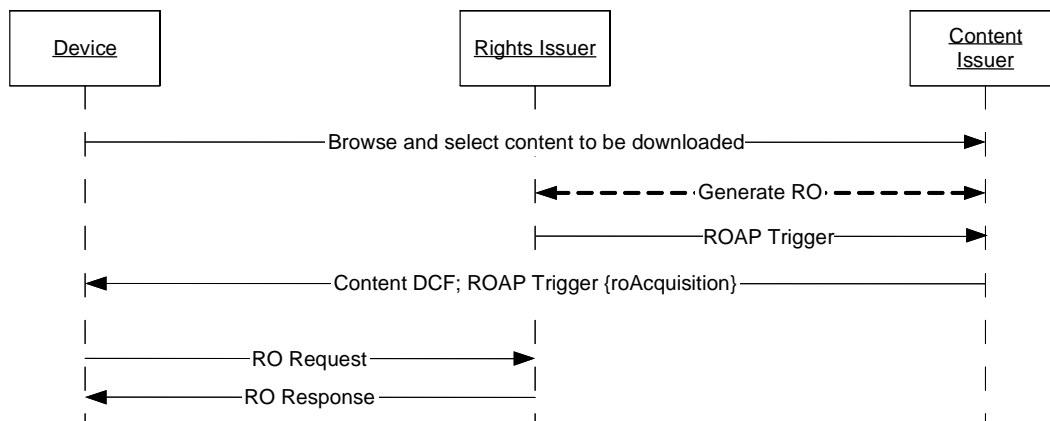 Device
Rights Issuer
Content
Issuer
Browse and select content to be downloaded
Generate RO
ROAP Trigger
Content DCF; ROAP Trigger {roAcquisition}
RO Request
RO Response